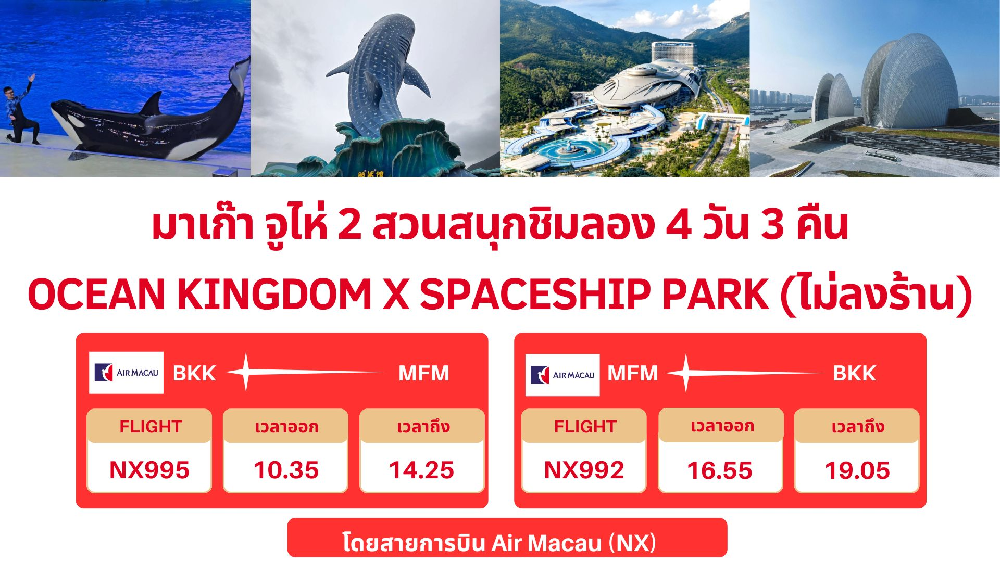 鲸鲨馆
มาเก๊า จูไห่ 2 สวนสนุกชิมลอง 4 วัน 3 คืน
OCEAN KINGDOM X SPACESHIP PARK (ไม่ลงร้าน)
AIR MACAU BKK MFM
FLIGHT เวลาออก เวลาถึง
NX995 10.35 14.25
AIR MACAU MFM BKK
FLIGHT เวลาออก เวลาถึง
NX992 16.55 19.05
โดยสายการบิน Air Macau (NX)